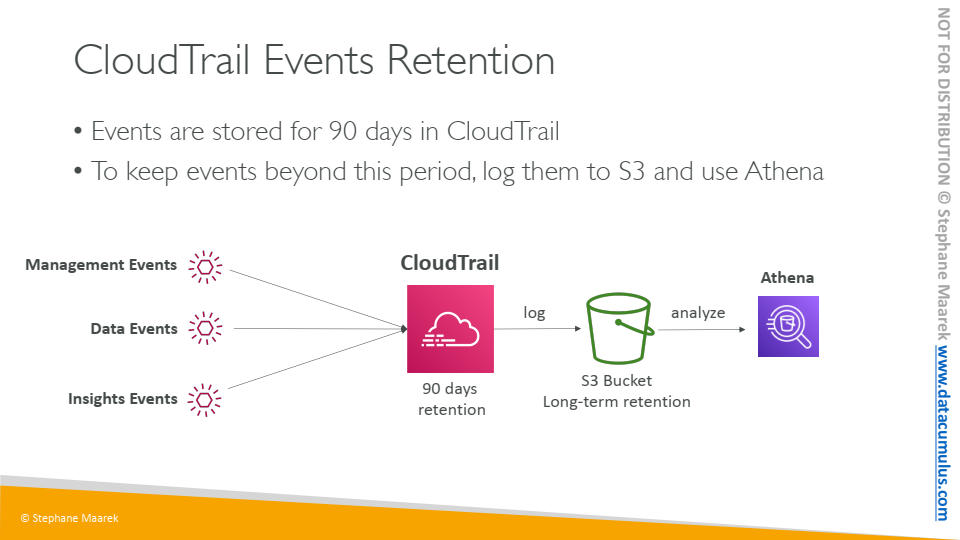 CloudTrail Events Retention
• Events are stored for 90 days in CloudTrail
• To keep events beyond this period, log them to S3 and use Athena
Management Events
Data Events
Insights Events
CloudTrail
90 days
retention
log
S3 Bucket
Long-term retention
analyze
Athena
© Stephane Maarek
NOT FOR DISTRIBUTION © Stephane Maarek www.datacumulus.com